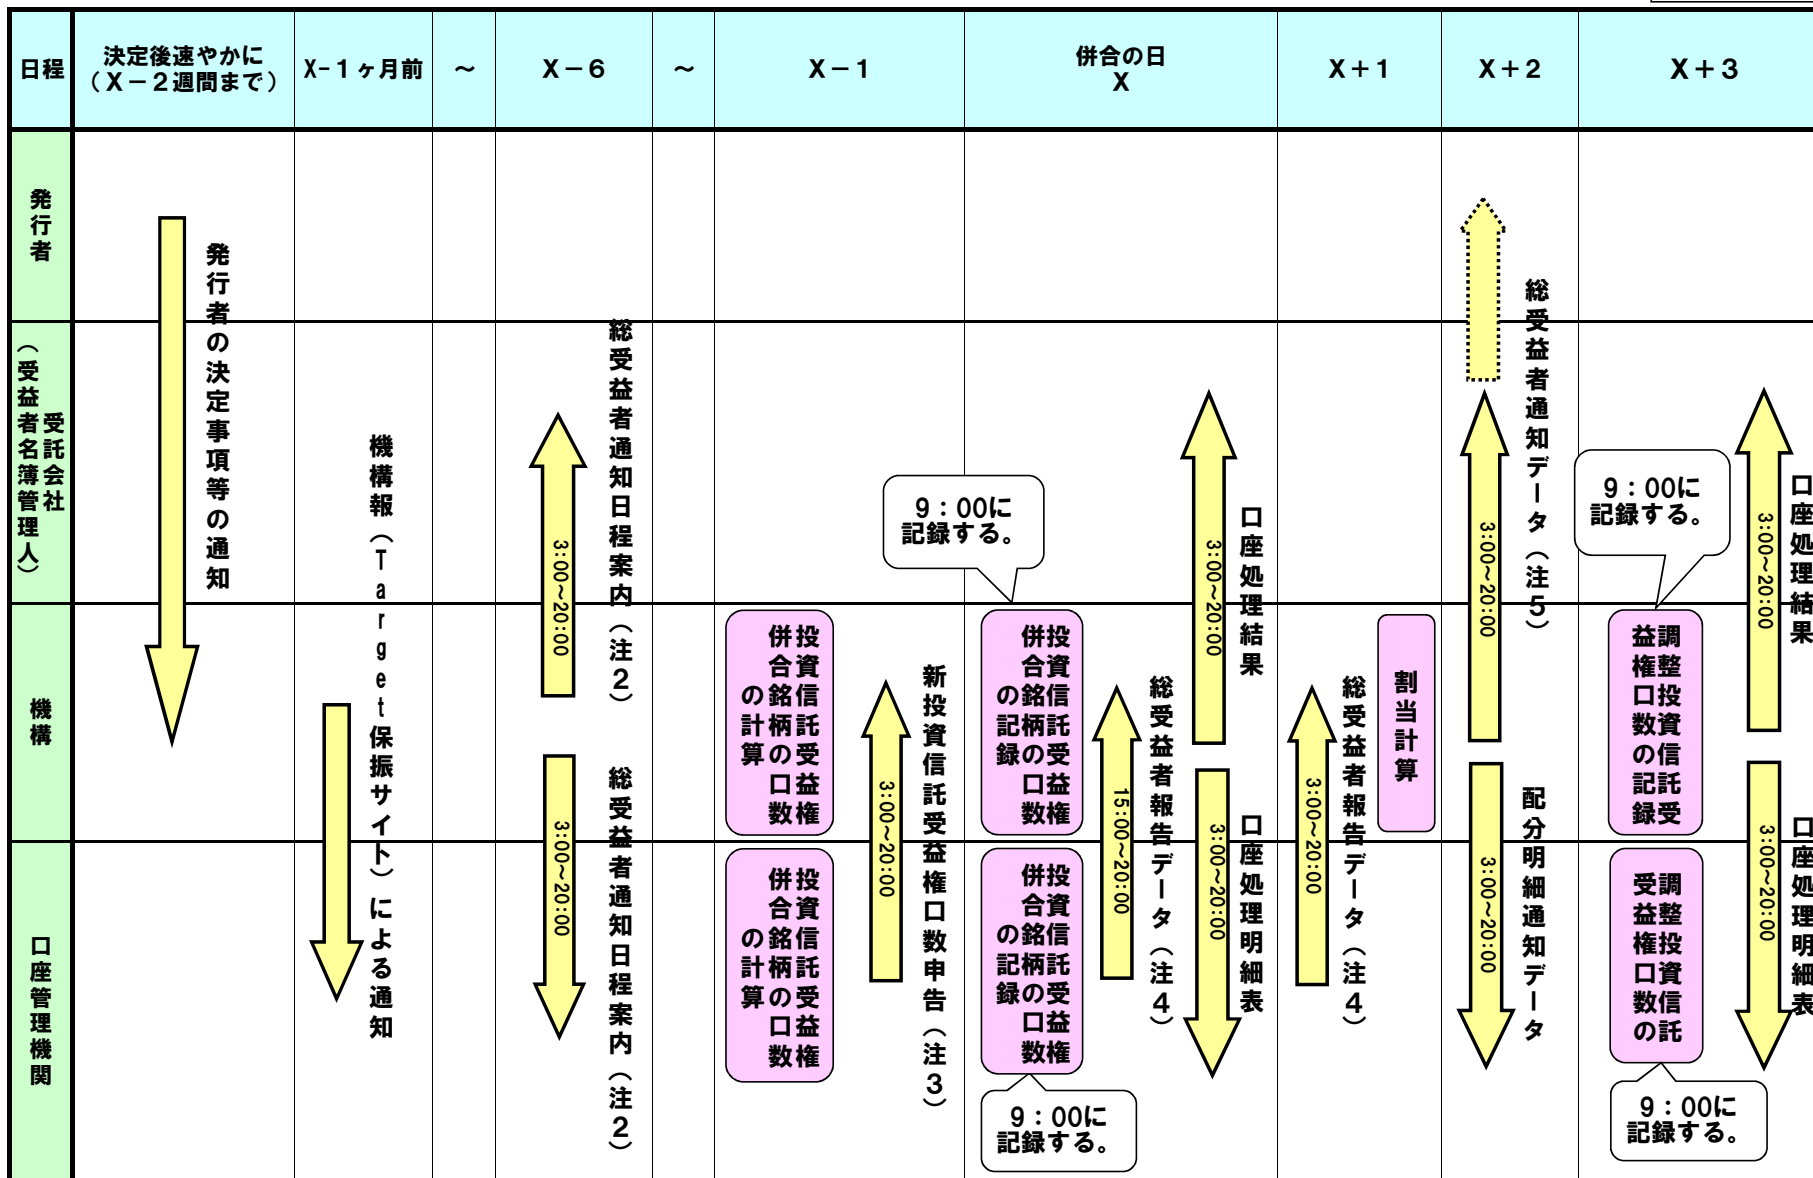 日程
決定後速やかに
（Ｘ－２週間まで）
X-１ヶ月前
～
Ｘ－６
～
Ｘ－１
併合の日
Ｘ
Ｘ＋１
Ｘ＋２
Ｘ＋３
発行者
受託会社
（受益者名簿管理人）
機構
口座管理機関
発行者の決定事項等の通知
機構報（Ｔａｒｇｅｔ保振サイト）による通知
総受益者通知日程案内（注２）
3:00～20:00
総受益者通知日程案内（注２）
3:00～20:00
投資信託受益権
併合銘柄の口数
の計算
投資信託受益権
併合銘柄の口数
の計算
3:00～20:00
新投資信託受益権口数申告（注３）
9：00に
記録する。
投資信託受益権
併合銘柄の口数
の記録
投資信託受益権
併合銘柄の口数
の記録
9：00に
記録する。
15:00～20:00
総受益者報告データ（注４）
3:00～20:00
口座処理結果
3:00～20:00
口座処理明細表
3:00～20:00
総受益者報告データ（注４）
割当計算
3:00～20:00
総受益者通知データ（注５）
3:00～20:00
配分明細通知データ
9：00に
記録する。
調整投資信託受
益権口数の記録
調整投資信託
受益権口数の
9：00に
記録する。
3:00～20:00
口座処理結果
3:00～20:00
口座処理明細表